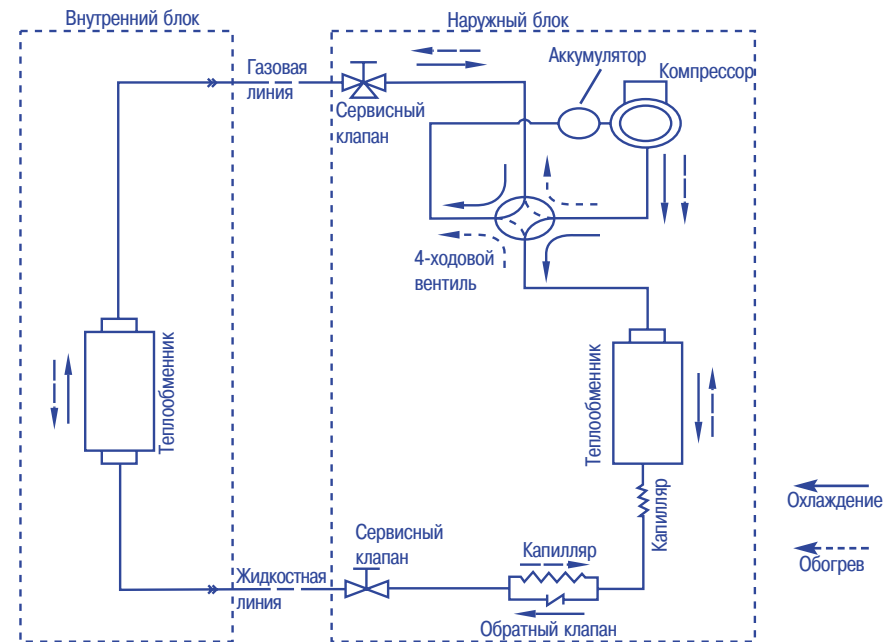 Внутренний блок
Наружный блок
Газовая
линия
Сервисный
клапан
Аккумулятор
Компрессор
4-ходовой
вентиль
Теплообменник
Теплообменник
Капилляр
Охлаждение
Обогрев
Жидкостная
линия
Сервисный
клапан
Капилляр
Обратный клапан